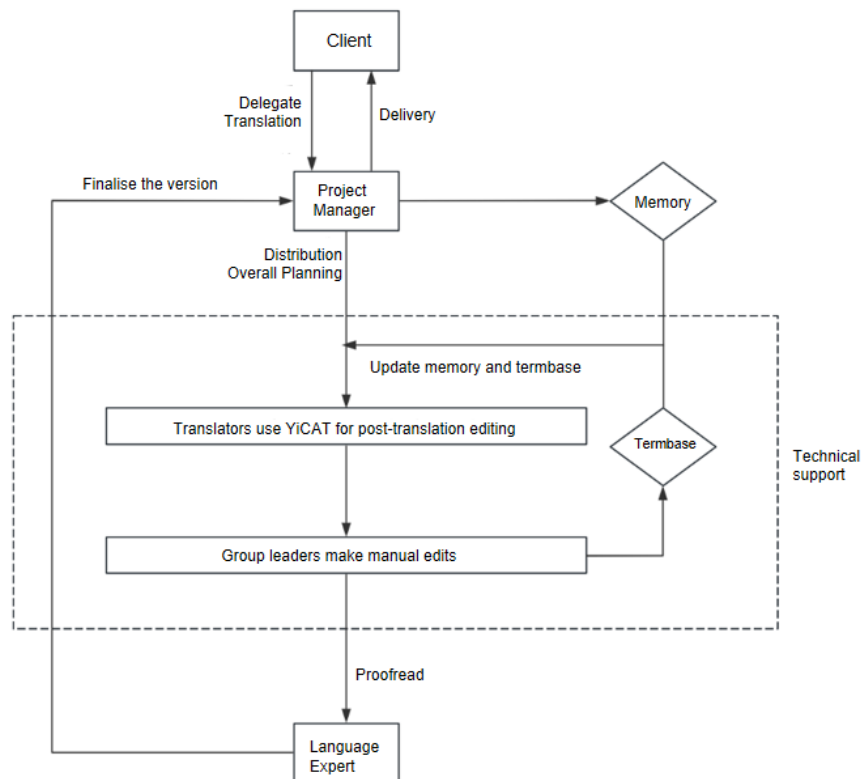 Client
Delegate
Translation
Delivery
Finalise the version
Project
Manager
Memory
Distribution
Overall Planning
Update memory and termbase
Translators use YiCAT for post-translation editing
Termbase
Technical
support
Group leaders make manual edits
Proofread
Language
Expert